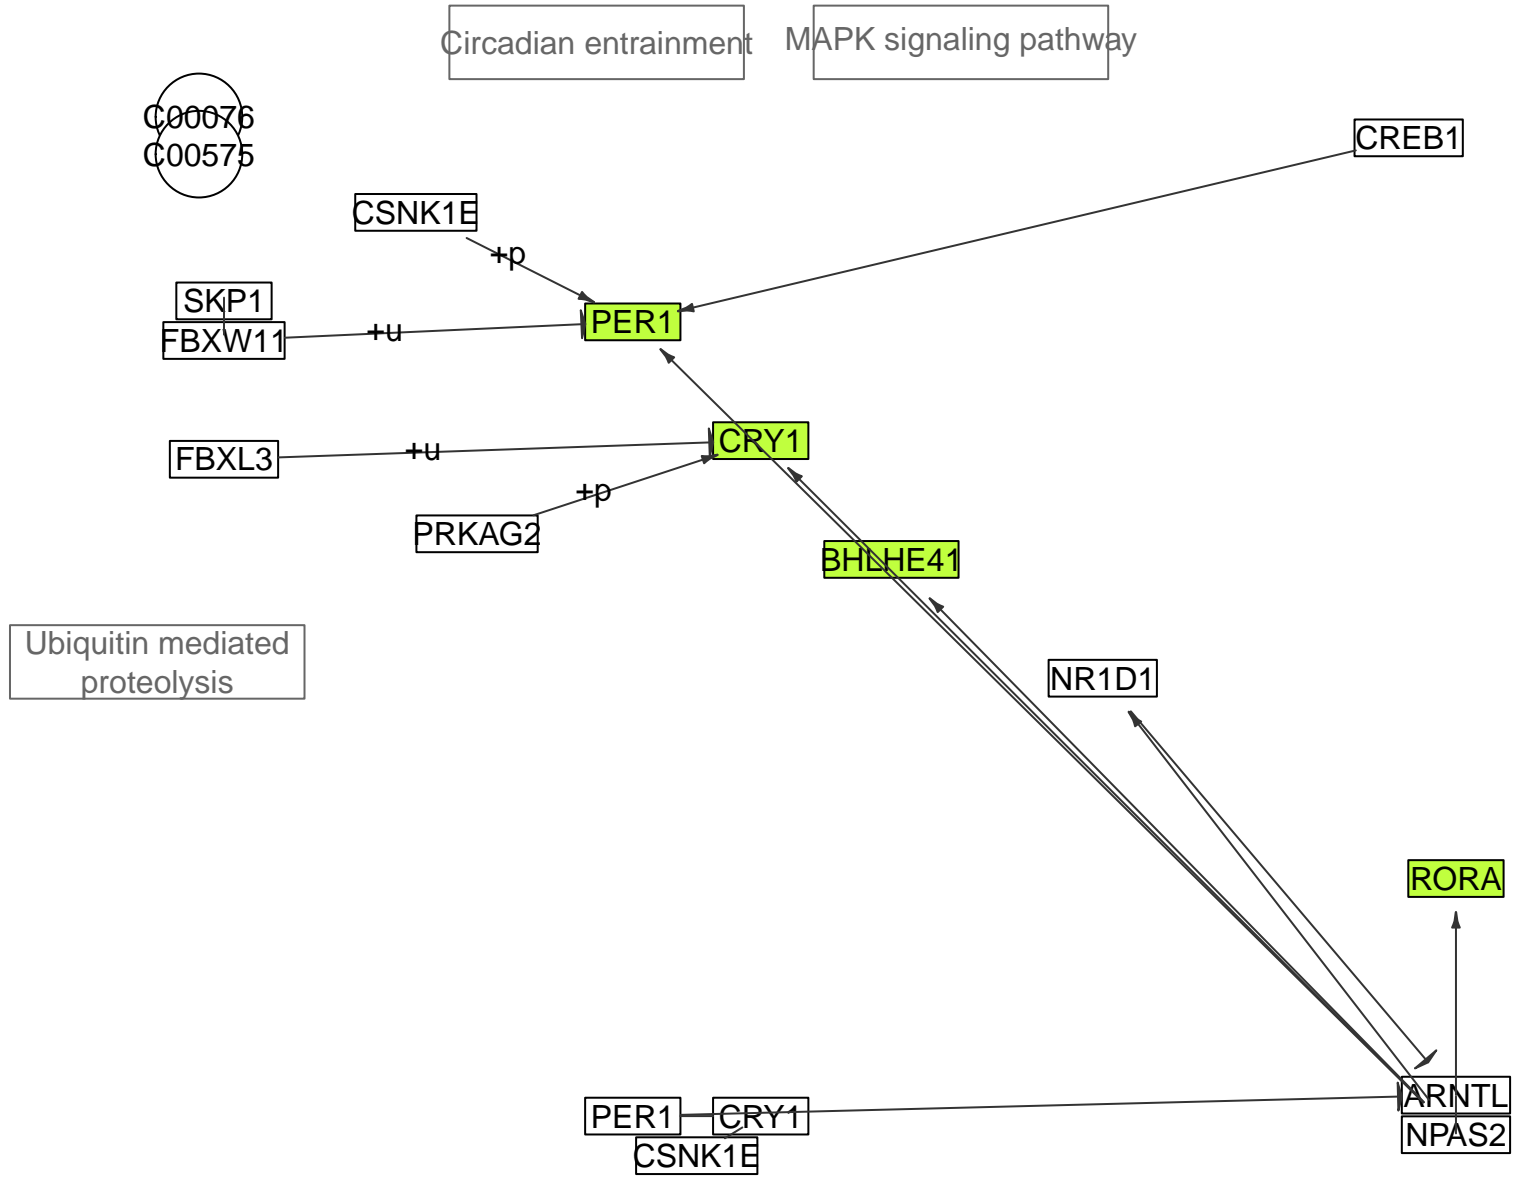 Circadian entrainment
MAPK signaling pathway
C00076
C00575
CREB1
CSNK1E
+p
SKP1
FBXW11
+u
PER1
FBXL3
+u
CRY1
+p
PRKAG2
BHLHE41
Ubiquitin mediated
proteolysis
NR1D1
RORA
PER1
CRY1
CSNK1E
ARNTL
NPAS2